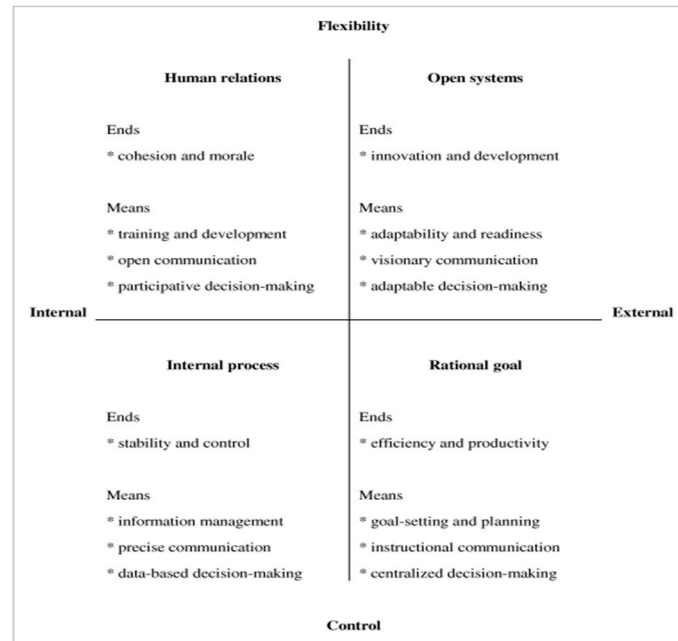 Flexibility
Human relations
Open systems
Ends
* cohesion and morale
Ends
* innovation and development
Means
* training and development
* open communication
* participative decision-making
Means
* adaptability and readiness
* visionary communication
* adaptable decision-making
Internal
External
Internal process
Rational goal
Ends
* stability and control
Ends
* efficiency and productivity
Means
* information management
* precise communication
* data-based decision-making
Means
* goal-setting and planning
* instructional communication
* centralized decision-making
Control